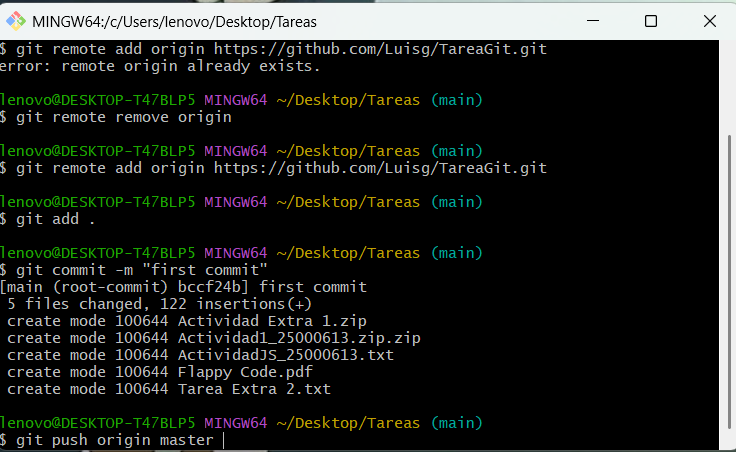 MINGW64:/c/Users/lenovo/Desktop/Tareas
$ git remote add origin https://github.com/Luisg/TareaGit.git
error: remote origin already exists.
lenovo@DESKTOP-T47BLP5 MINGW64 ~/Desktop/Tareas (main)
$ git remote remove origin
lenovo@DESKTOP-T47BLP5 MINGW64 ~/Desktop/Tareas (main)
$ git remote add origin https://github.com/Luisg/TareaGit.git
lenovo@DESKTOP-T47BLP5 MINGW64 ~/Desktop/Tareas (main)
$ git add .
lenovo@DESKTOP-T47BLP5 MINGW64 ~/Desktop/Tareas (main)
$ git commit -m "first commit"
[main (root-commit) bccf24b] first commit
5 files changed, 122 insertions(+)
create mode 100644 Actividad Extra 1.zip
create mode 100644 Actividad1_25000613.zip.zip
create mode 100644 ActividadJS_25000613.txt
create mode 100644 Flappy Code.pdf
create mode 100644 Tarea Extra 2.txt
lenovo@DESKTOP-T47BLP5 MINGW64 ~/Desktop/Tareas (main)
$ git push origin master